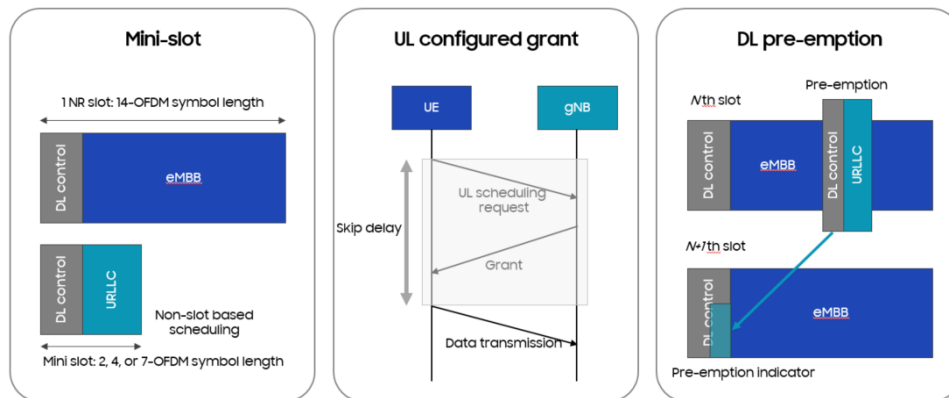 Mini-slot
1 NR slot: 14-OFDM symbol length
DL control
eMBB
DL control
URLLC
Non-slot based
scheduling
Mini slot: 2, 4, or 7-OFDM symbol length
UL configured grant
UE
gNB
Skip delay
UL scheduling
request
Grant
Data transmission
DL pre-emption
Pre-emption
Nth slot
DL control
eMBB
DL control
URLLC
N+1th slot
DL control
eMBB
Pre-emption indicator